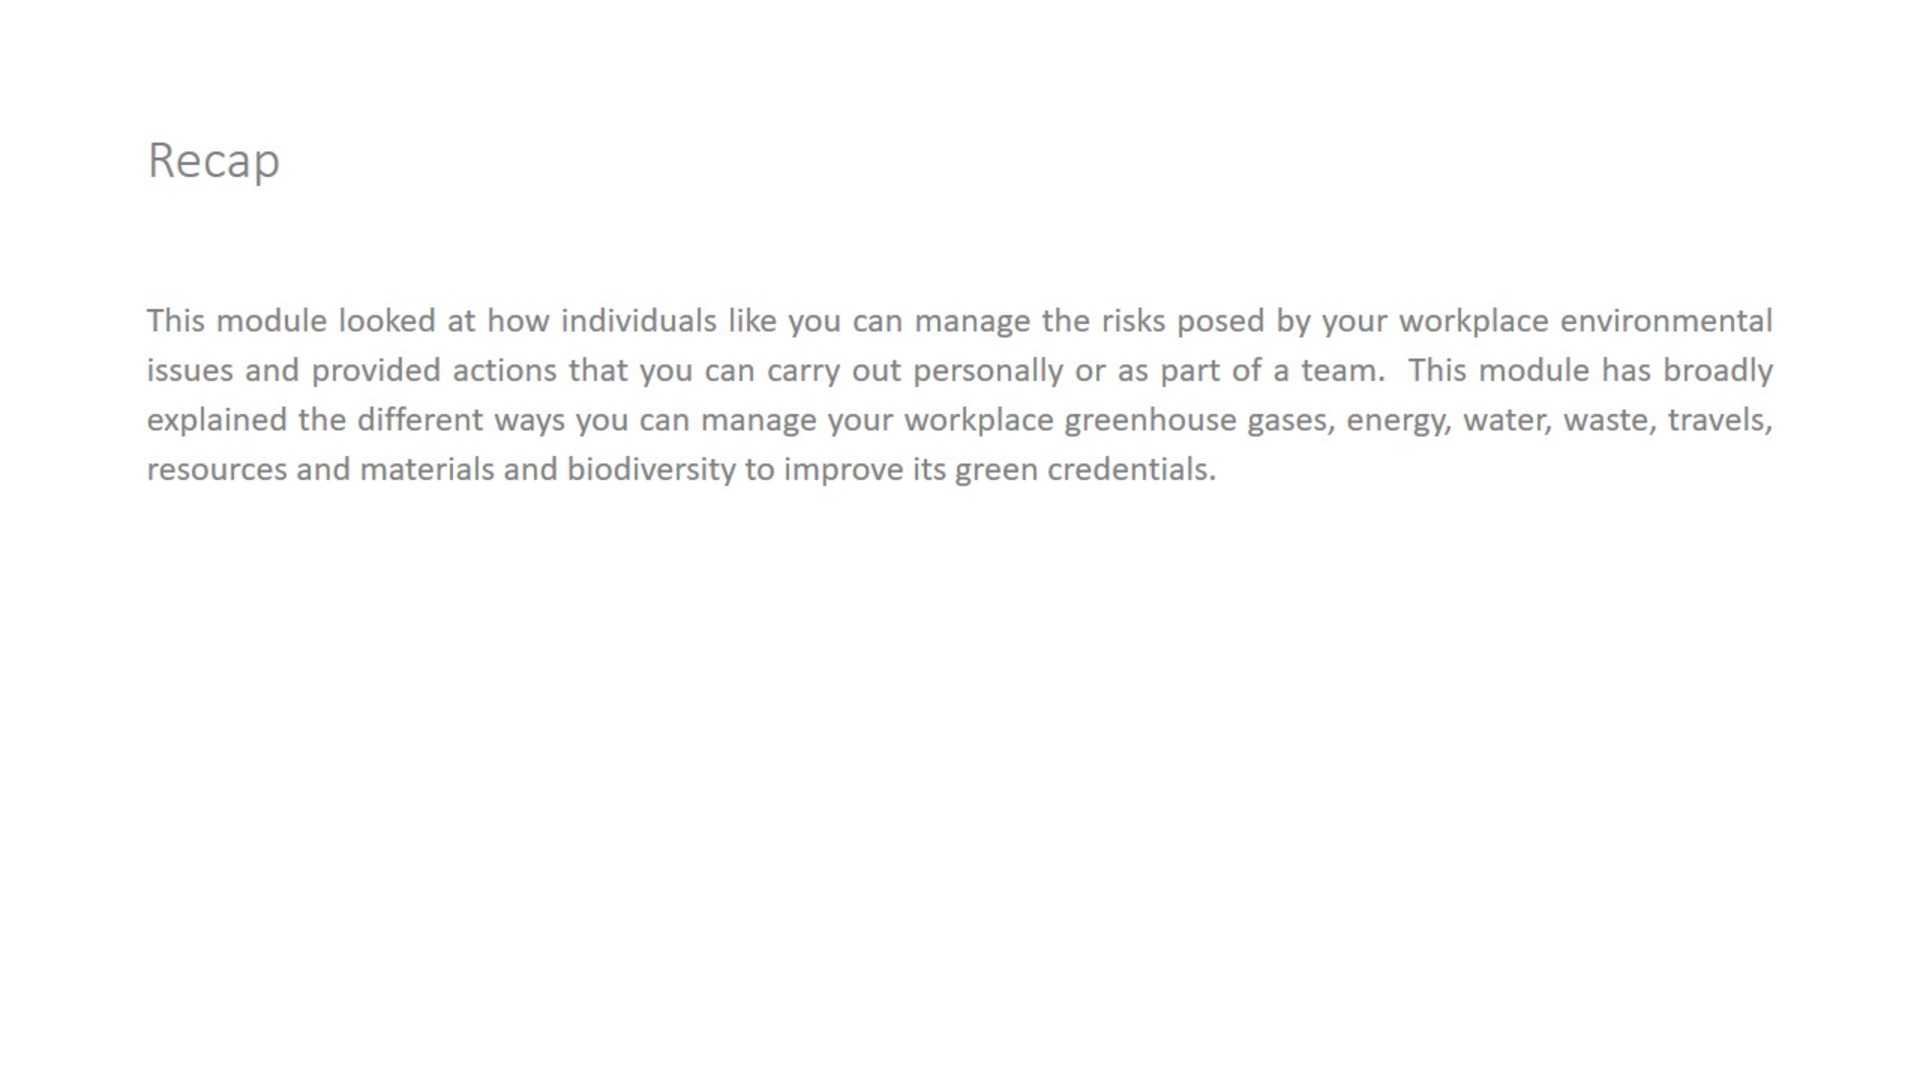 Recap
This module looked at how individuals like you can manage the risks posed by your workplace environmental
issues and provided actions that you can carry out personally or as part of a team.  This module has broadly
explained the different ways you can manage your workplace greenhouse gases, energy, water, waste, travels,
resources and materials and biodiversity to improve its green credentials.